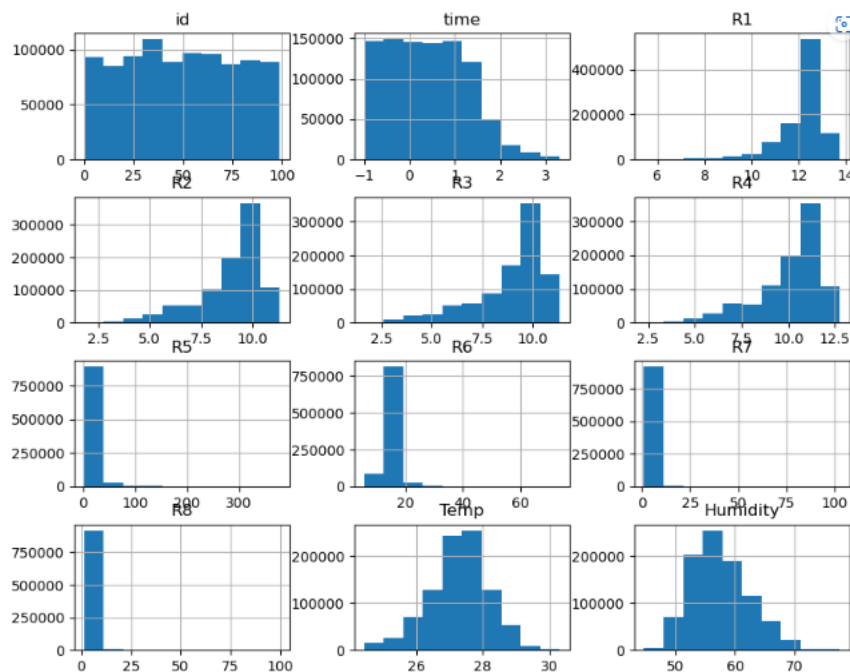 id time R1
100000
50000
0
150000
100000
50000
0
400000
200000
0
0 25 50 75 100
−1 0 1 2 3
6 8 10 12 14
R2 R3 R4
300000
200000
100000
0
300000
200000
100000
0
300000
200000
100000
0
2.5 5.0 7.5 10.0
2.5 5.0 7.5 10.0
2.5 5.0 7.5 10.0 12.5
R5 R6 R7
750000
500000
250000
0
750000
500000
250000
0
750000
500000
250000
0
0 100 200 300
20 40 60
0 25 50 75 100
R8 Temp Humidity
750000
500000
250000
0
200000
100000
0
200000
100000
0
0 25 50 75 100
26 28 30
50 60 70